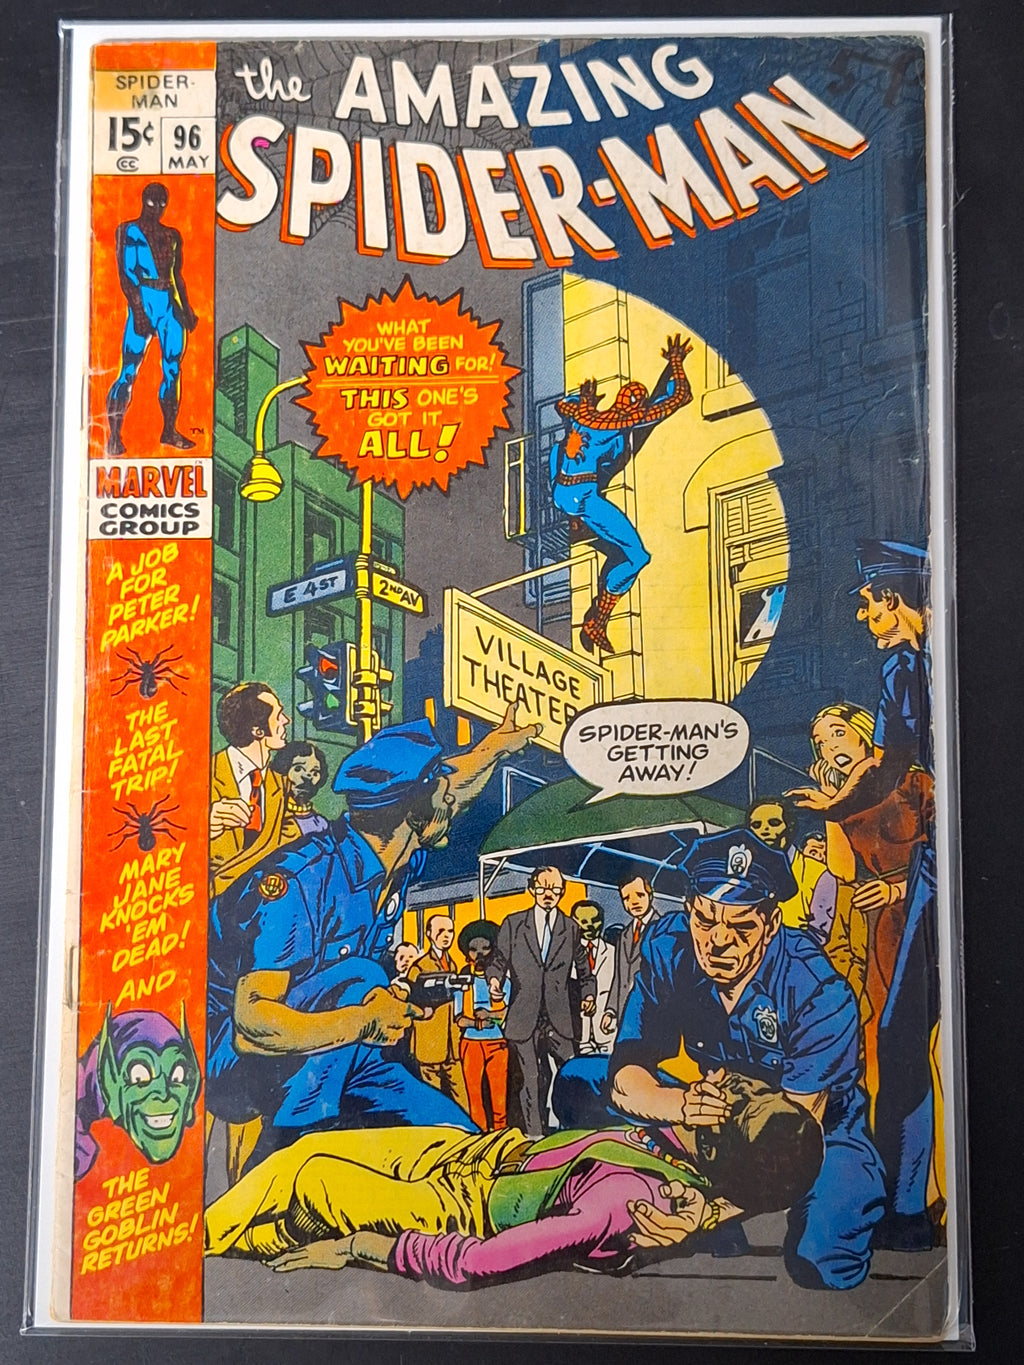 the AMAZING
SPIDER-MAN
SPIDER-
MAN
15¢
CC
96
MAY
TM
MARVEL
COMICS
GROUP
A JOB
FOR
PETER
PARKER!
THE
LAST
FATAL
TRIP!
MARY
JANE
KNOCKS
'EM
DEAD!
AND
THE
GREEN
GOBLIN
RETURNS!
WHAT
YOU'VE BEEN
WAITING FOR!
THIS ONE'S
GOT IT
ALL!
E 4 ST
2ND AV
VILLAGE
THEATER
SPIDER-MAN'S
GETTING
AWAY!